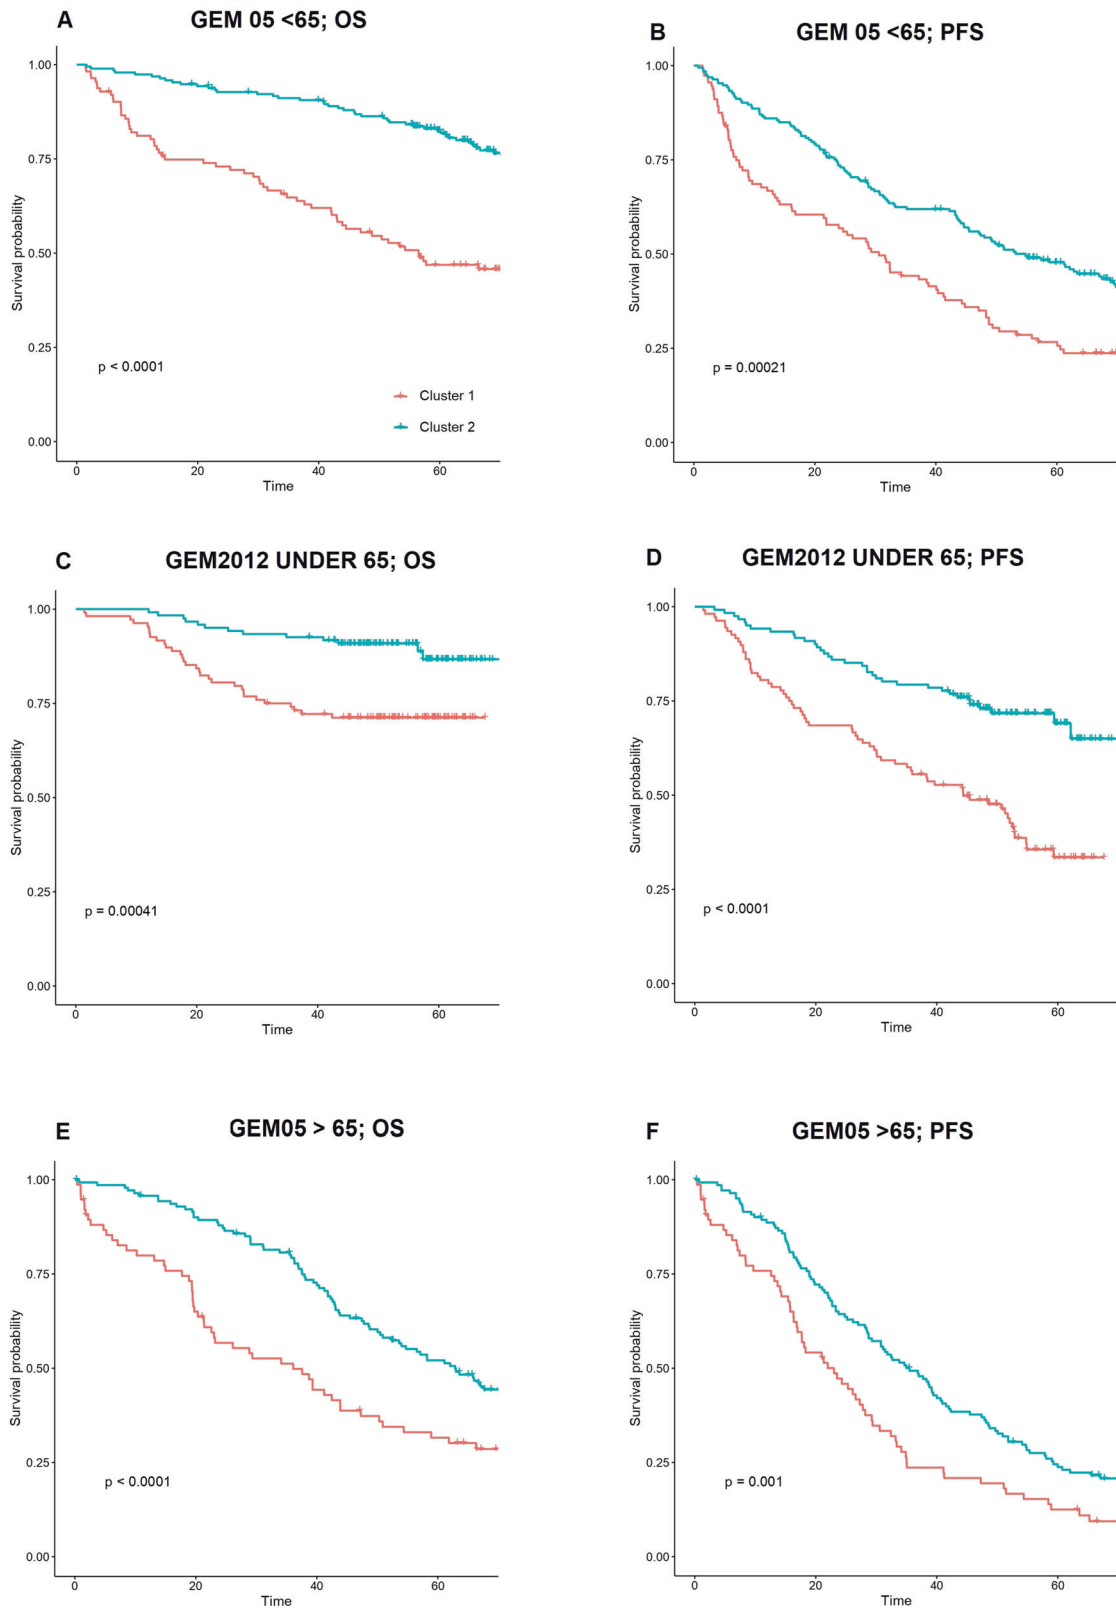 A
GEM 05 <65; OS
Survival probability
1.00
0.75
0.50
0.25
0.00
p < 0.0001
Cluster 1
Cluster 2
0
20
40
60
Time
B
GEM 05 <65; PFS
Survival probability
1.00
0.75
0.50
0.25
0.00
p = 0.00021
0
20
40
60
Time
C
GEM2012 UNDER 65; OS
Survival probability
1.00
0.75
0.50
0.25
0.00
p = 0.00041
0
20
40
60
Time
D
GEM2012 UNDER 65; PFS
Survival probability
1.00
0.75
0.50
0.25
0.00
p < 0.0001
0
20
40
60
Time
E
GEM05 > 65; OS
Survival probability
1.00
0.75
0.50
0.25
0.00
p < 0.0001
0
20
40
60
Time
F
GEM05 >65; PFS
Survival probability
1.00
0.75
0.50
0.25
0.00
p = 0.001
0
20
40
60
Time